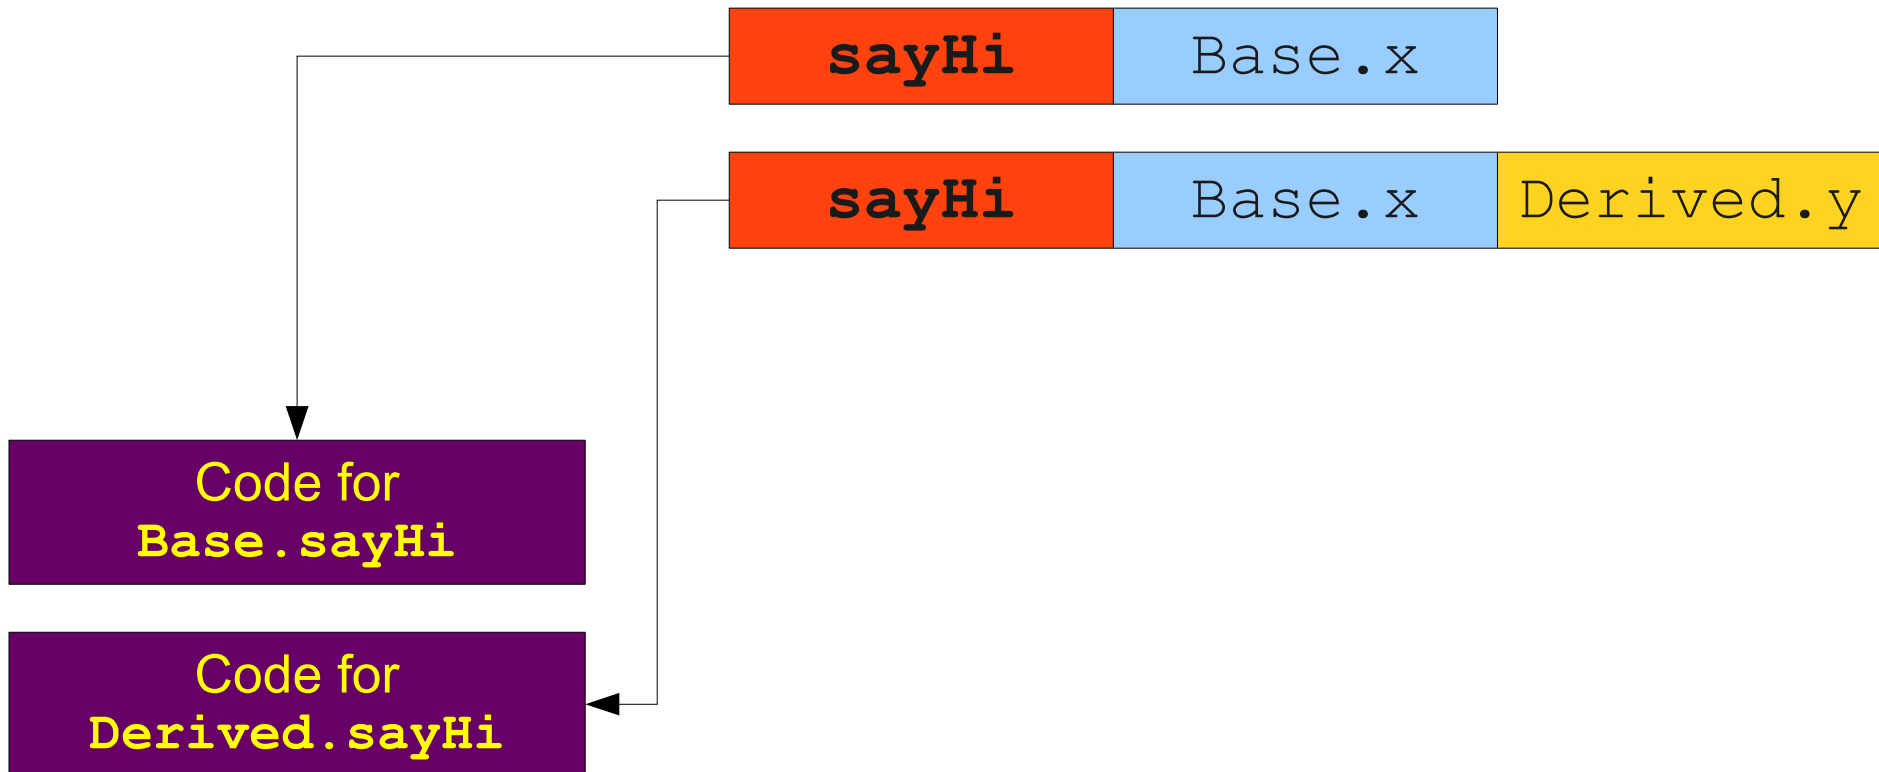 sayHi Base.x
sayHi Base.x Derived.y
Code for
Base.sayHi
Code for
Derived.sayHi